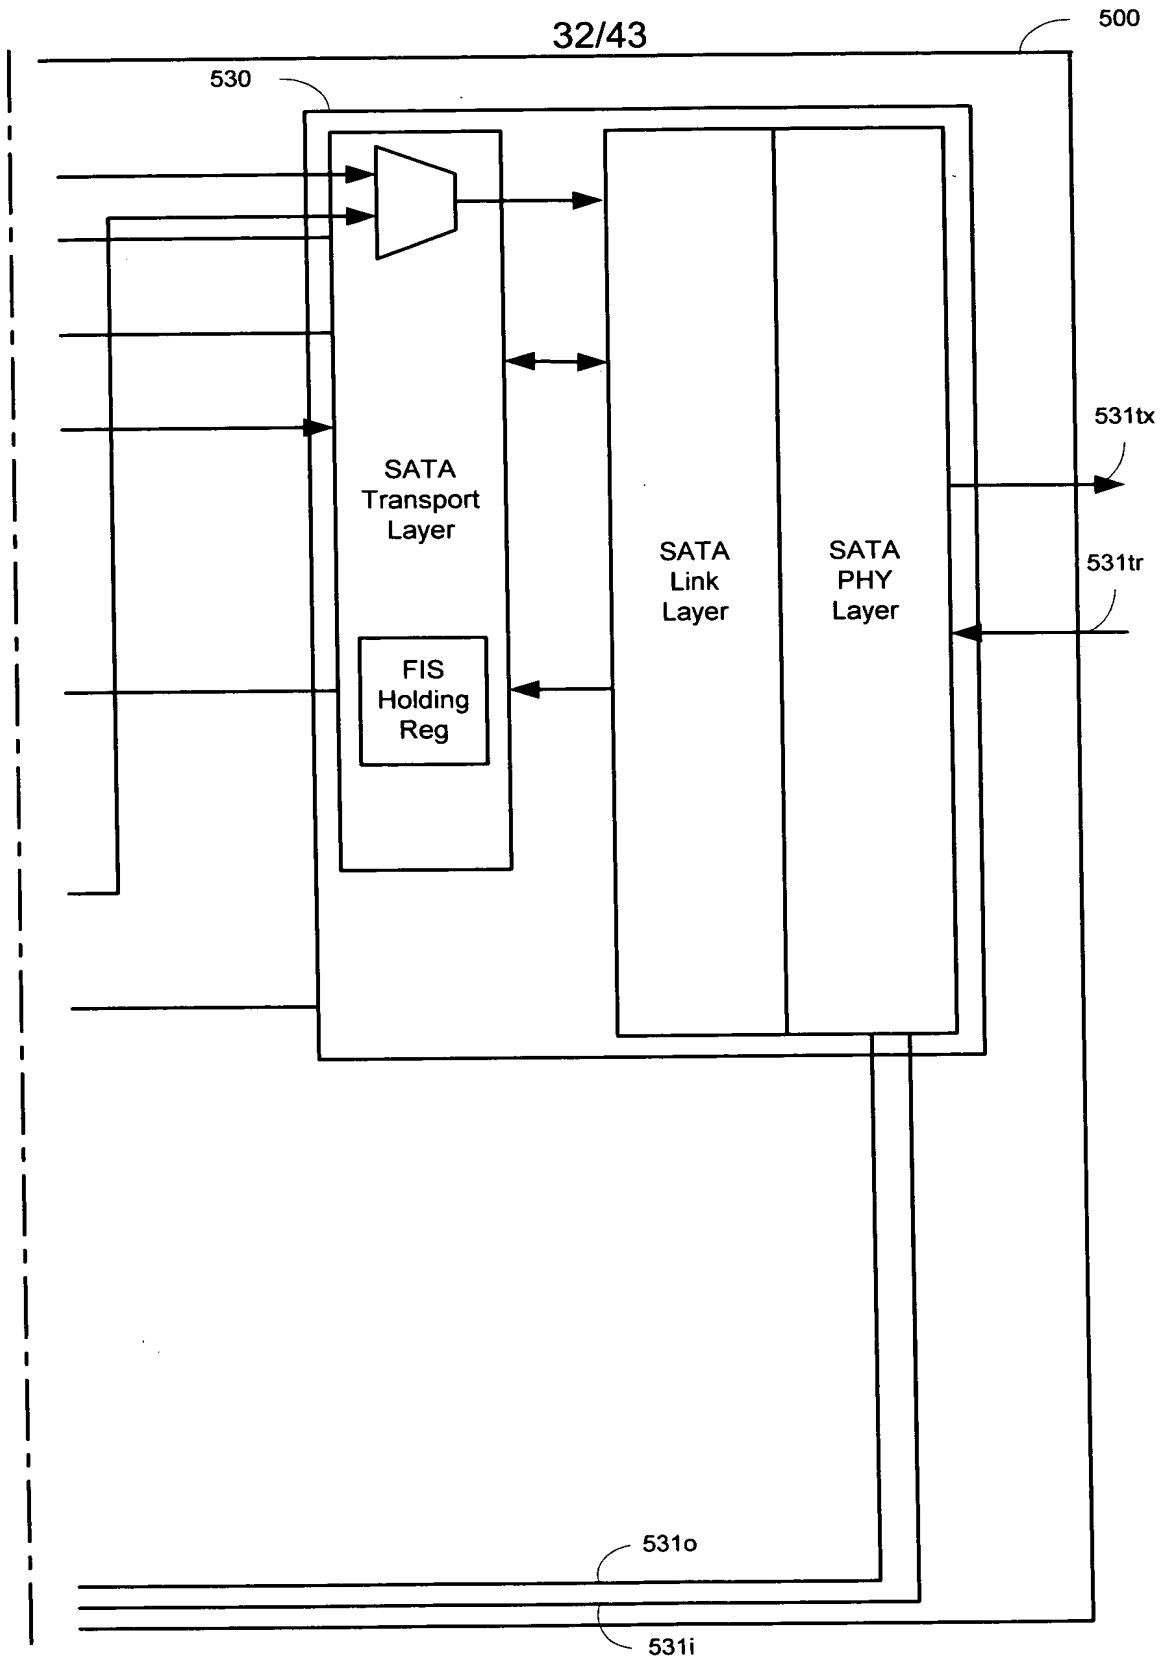 32/43
500
530
531tx
SATA
Transport
Layer
SATA
Link
Layer
SATA
PHY
Layer
531tr
FIS
Holding
Reg
531o
531i